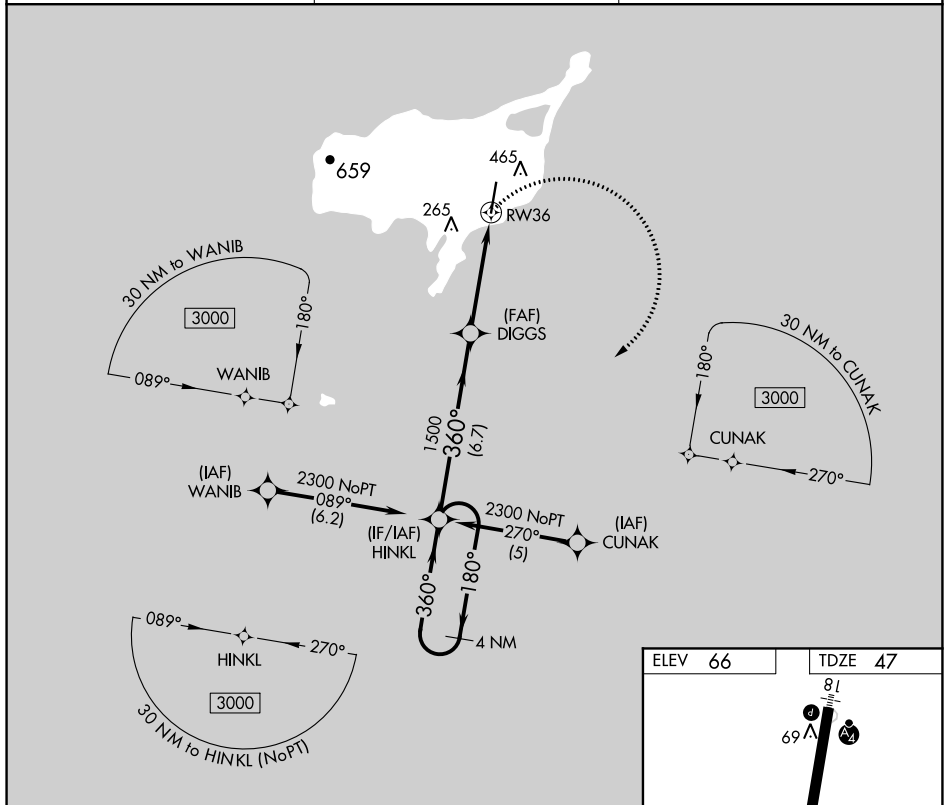 465
659
265
RW36
30 NM to WANIB
3000
180°
089°
WANIB
(FAF)
DIGGS
30 NM to CUNAK
180°
3000
CUNAK
270°
1500
360°
(6.7)
(IAF)
WANIB
2300 NoPT
089°
(6.2)
(IF/IAF)
HINKL
2300 NoPT
270°
(5)
(IAF)
CUNAK
360°
180°
4 NM
089°
270°
HINKL
3000
30 NM to HINKL (NoPT)
ELEV 66
TDZE 47
18
P
69
A4